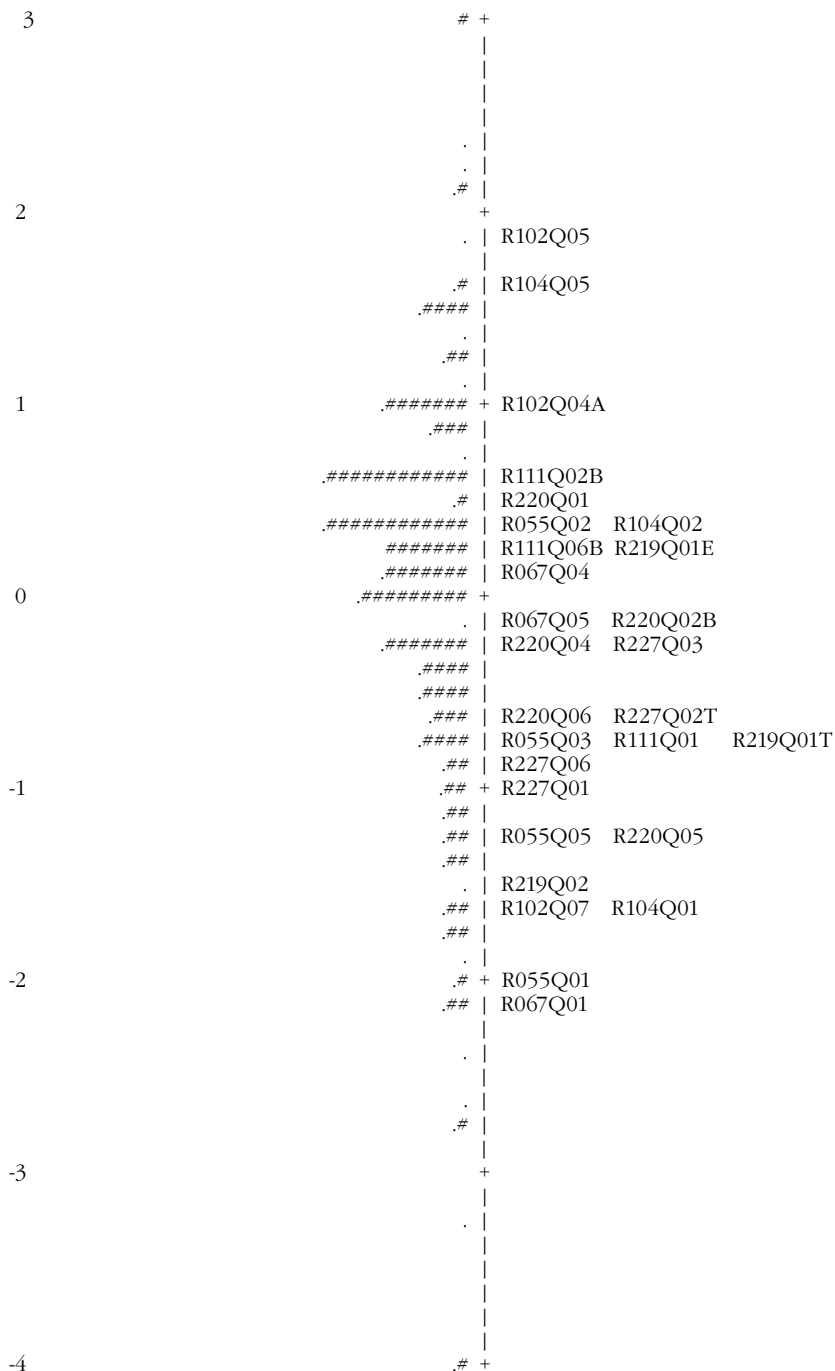 3 # +
|
|
|
|
. |
. |
.# |
2 +
. | R102Q05
|
.# | R104Q05
.#### |
. |
.## |
. |
1 .####### + R102Q04A
.### |
. |
.############ | R111Q02B
.# | R220Q01
.############ | R055Q02 R104Q02
####### | R111Q06B R219Q01E
.####### | R067Q04
0 .######### +
. | R067Q05 R220Q02B
.####### | R220Q04 R227Q03
.#### |
.#### |
.### | R220Q06 R227Q02T
.#### | R055Q03 R111Q01 R219Q01T
.## | R227Q06
-1 .## + R227Q01
.## |
.## | R055Q05 R220Q05
.## |
. | R219Q02
.## | R102Q07 R104Q01
.## |
. |
-2 .# + R055Q01
.## | R067Q01
|
. |
|
. |
.# |
|
-3 +
|
. |
|
|
|
|
-4 .# +